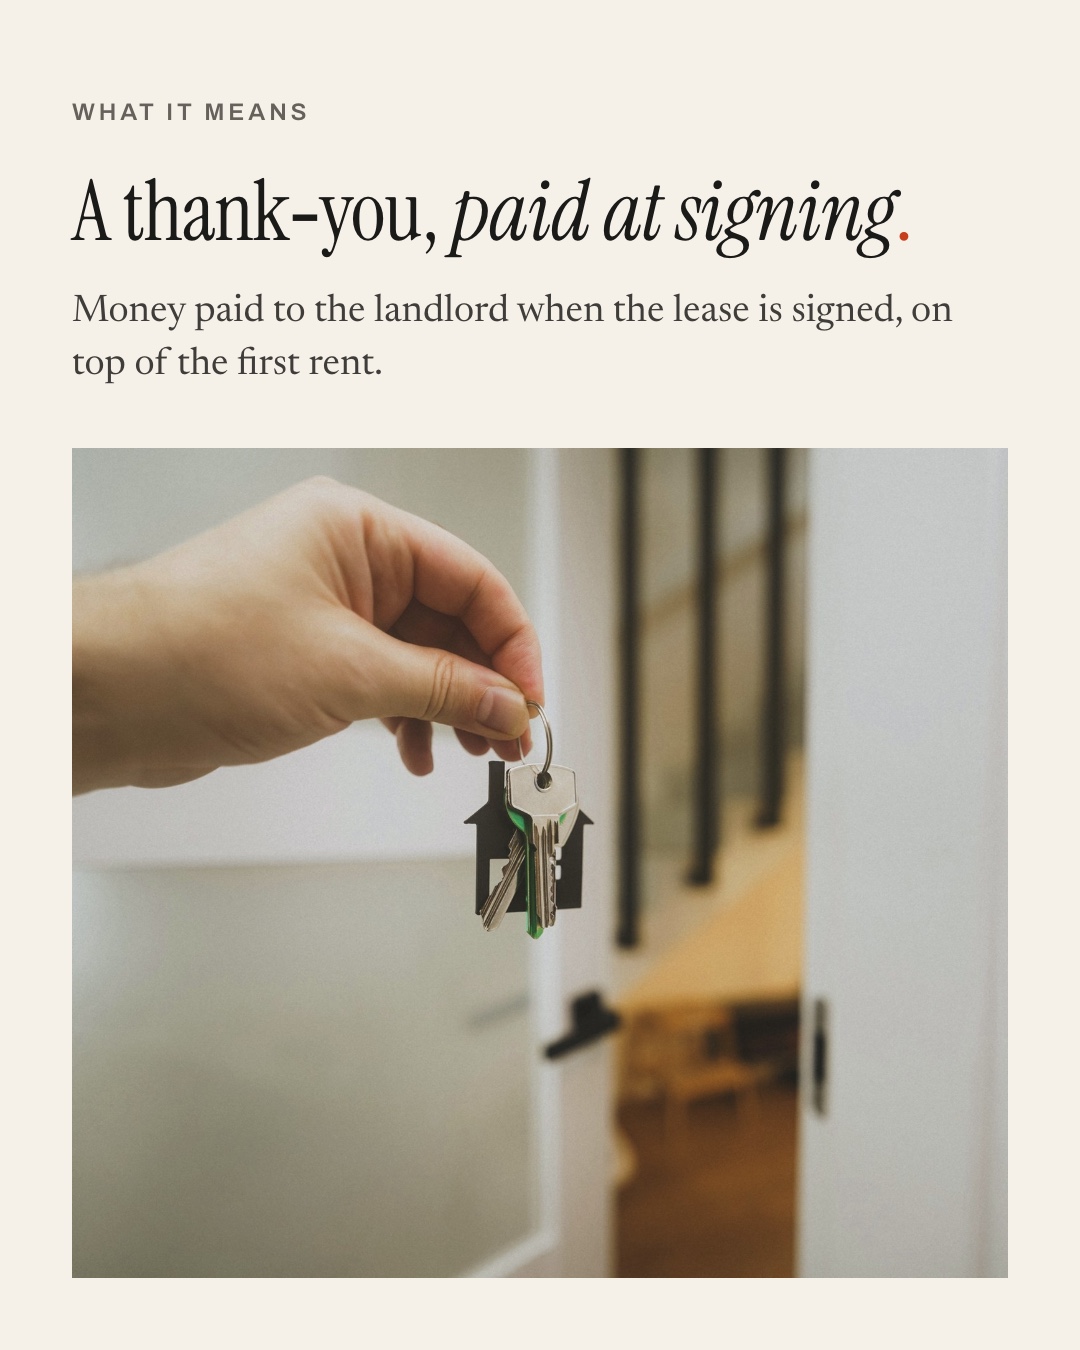 WHAT IT MEANS
A thank-you, paid at signing.
Money paid to the landlord when the lease is signed, on
top of the first rent.